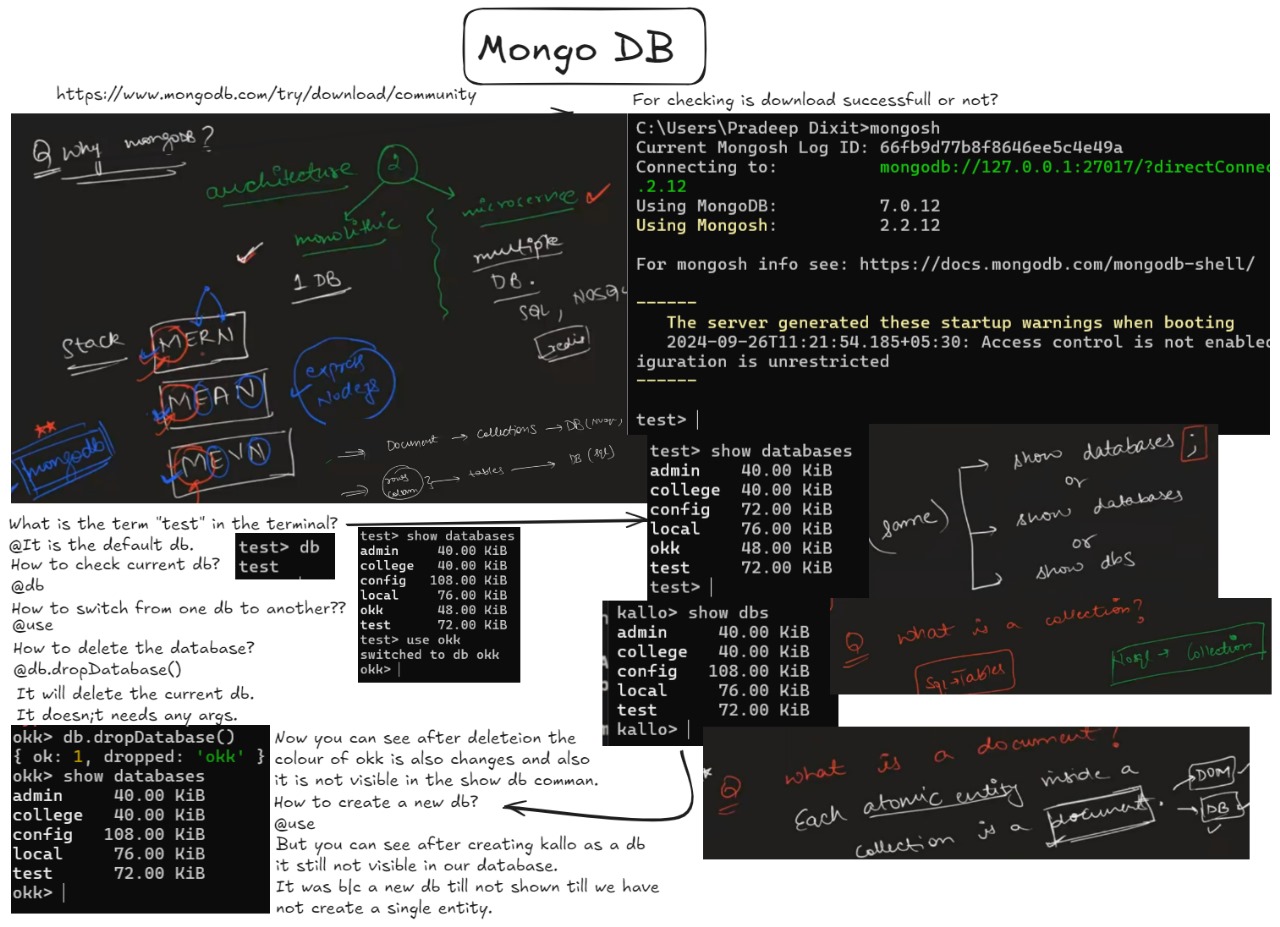 Mongo DB
https://www.mongodb.com/try/download/community
For checking is download successfull or not?
Q Why mongoDB?
architecture 2
monolithic
microservice
1 DB
multiple
DB.
SQL, NOSQL
redis
Stack
MERN
MEAN
MEVN
express
Nodejs
mongodb
Document → Collections → DB (Mongo)
rows
column
→ tables → DB (sql)
C:\Users\Pradeep Dixit>mongosh
Current Mongosh Log ID: 66fb9d77b8f8646ee5c4e49a
Connecting to: mongodb://127.0.0.1:27017/?directConnec
.2.12
Using MongoDB: 7.0.12
Using Mongosh: 2.2.12
For mongosh info see: https://docs.mongodb.com/mongodb-shell/
------
The server generated these startup warnings when booting
2024-09-26T11:21:54.185+05:30: Access control is not enabled
iguration is unrestricted
------
test>
test> show databases
admin 40.00 KiB
college 40.00 KiB
config 72.00 KiB
local 76.00 KiB
okk 48.00 KiB
test 72.00 KiB
test>
(same)
show databases ;
or
show databases
or
show dbs
What is the term "test" in the terminal?
@It is the default db.
How to check current db?
@db
test> db
test
How to switch from one db to another??
@use
How to delete the database?
@db.dropDatabase()
It will delete the current db.
It doesn;t needs any args.
test> show databases
admin 40.00 KiB
college 40.00 KiB
config 108.00 KiB
local 76.00 KiB
okk 48.00 KiB
test 72.00 KiB
test> use okk
switched to db okk
okk>
kallo> show dbs
admin 40.00 KiB
college 40.00 KiB
config 108.00 KiB
local 76.00 KiB
test 72.00 KiB
kallo>
Q what is a collection?
Sql→Tables
Nosql → Collection
okk> db.dropDatabase()
{ ok: 1, dropped: 'okk' }
okk> show databases
admin 40.00 KiB
college 40.00 KiB
config 108.00 KiB
local 76.00 KiB
test 72.00 KiB
okk>
Now you can see after deleteion the
colour of okk is also changes and also
it is not visible in the show db comman.
How to create a new db?
@use
But you can see after creating kallo as a db
it still not visible in our database.
It was b|c a new db till not shown till we have
not create a single entity.
Q what is a document?
Each atomic entity inside a
collection is a document.
DOM
DB